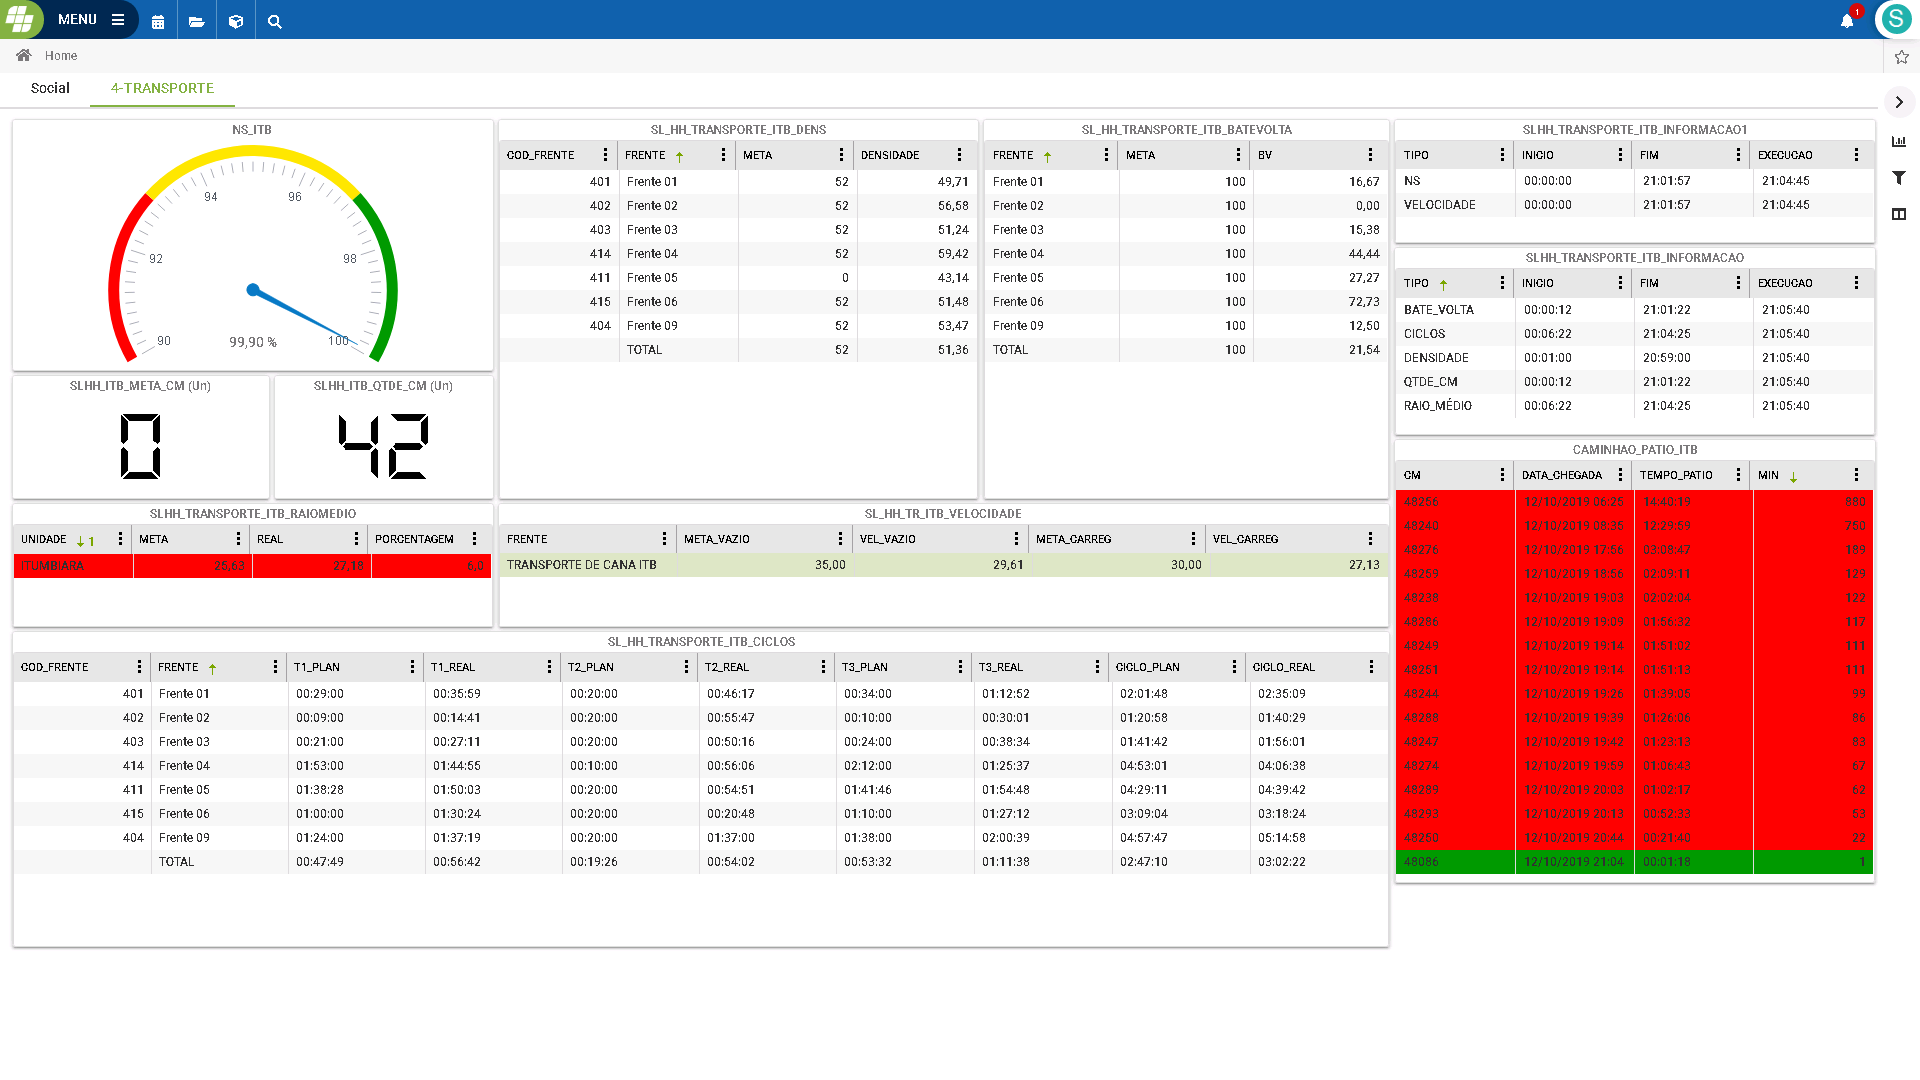 MENU
1
S
Home
Social 4-TRANSPORTE
NS_ITB
94 96
92 98
90 99,90 % 100
SLHH_ITB_META_CM (Un)
0
SLHH_ITB_QTDE_CM (Un)
42
SL_HH_TRANSPORTE_ITB_DENS
COD_FRENTE FRENTE META DENSIDADE
401 Frente 01 52 49,71
402 Frente 02 52 56,58
403 Frente 03 52 51,24
414 Frente 04 52 59,42
411 Frente 05 0 43,14
415 Frente 06 52 51,48
404 Frente 09 52 53,47
TOTAL 52 51,36
SL_HH_TRANSPORTE_ITB_BATEVOLTA
FRENTE META BV
Frente 01 100 16,67
Frente 02 100 0,00
Frente 03 100 15,38
Frente 04 100 44,44
Frente 05 100 27,27
Frente 06 100 72,73
Frente 09 100 12,50
TOTAL 100 21,54
SLHH_TRANSPORTE_ITB_INFORMACAO1
TIPO INICIO FIM EXECUCAO
NS 00:00:00 21:01:57 21:04:45
VELOCIDADE 00:00:00 21:01:57 21:04:45
SLHH_TRANSPORTE_ITB_INFORMACAO
TIPO INICIO FIM EXECUCAO
BATE_VOLTA 00:00:12 21:01:22 21:05:40
CICLOS 00:06:22 21:04:25 21:05:40
DENSIDADE 00:01:00 20:59:00 21:05:40
QTDE_CM 00:00:12 21:01:22 21:05:40
RAIO_MÉDIO 00:06:22 21:04:25 21:05:40
SLHH_TRANSPORTE_ITB_RAIOMEDIO
UNIDADE 1 META REAL PORCENTAGEM
ITUMBIARA 25,63 27,18 6,0
SL_HH_TR_ITB_VELOCIDADE
FRENTE META_VAZIO VEL_VAZIO META_CARREG VEL_CARREG
TRANSPORTE DE CANA ITB 35,00 29,61 30,00 27,13
CAMINHAO_PATIO_ITB
CM DATA_CHEGADA TEMPO_PATIO MIN
48256 12/10/2019 06:25 14:40:19 880
48240 12/10/2019 08:35 12:29:59 750
48276 12/10/2019 17:56 03:08:47 189
48259 12/10/2019 18:56 02:09:11 129
48238 12/10/2019 19:03 02:02:04 122
48286 12/10/2019 19:09 01:56:32 117
48249 12/10/2019 19:14 01:51:02 111
48251 12/10/2019 19:14 01:51:13 111
48244 12/10/2019 19:26 01:39:05 99
48288 12/10/2019 19:39 01:26:06 86
48247 12/10/2019 19:42 01:23:13 83
48274 12/10/2019 19:59 01:06:43 67
48289 12/10/2019 20:03 01:02:17 62
48293 12/10/2019 20:13 00:52:33 53
48250 12/10/2019 20:44 00:21:40 22
48086 12/10/2019 21:04 00:01:18 1
SL_HH_TRANSPORTE_ITB_CICLOS
COD_FRENTE FRENTE T1_PLAN T1_REAL T2_PLAN T2_REAL T3_PLAN T3_REAL CICLO_PLAN CICLO_REAL
401 Frente 01 00:29:00 00:35:59 00:20:00 00:46:17 00:34:00 01:12:52 02:01:48 02:35:09
402 Frente 02 00:09:00 00:14:41 00:20:00 00:55:47 00:10:00 00:30:01 01:20:58 01:40:29
403 Frente 03 00:21:00 00:27:11 00:20:00 00:50:16 00:24:00 00:38:34 01:41:42 01:56:01
414 Frente 04 01:53:00 01:44:55 00:10:00 00:56:06 02:12:00 01:25:37 04:53:01 04:06:38
411 Frente 05 01:38:28 01:50:03 00:20:00 00:54:51 01:41:46 01:54:48 04:29:11 04:39:42
415 Frente 06 01:00:00 01:30:24 00:20:00 00:20:48 01:10:00 01:27:12 03:09:04 03:18:24
404 Frente 09 01:24:00 01:37:19 00:20:00 01:37:00 01:38:00 02:00:39 04:57:47 05:14:58
TOTAL 00:47:49 00:56:42 00:19:26 00:54:02 00:53:32 01:11:38 02:47:10 03:02:22